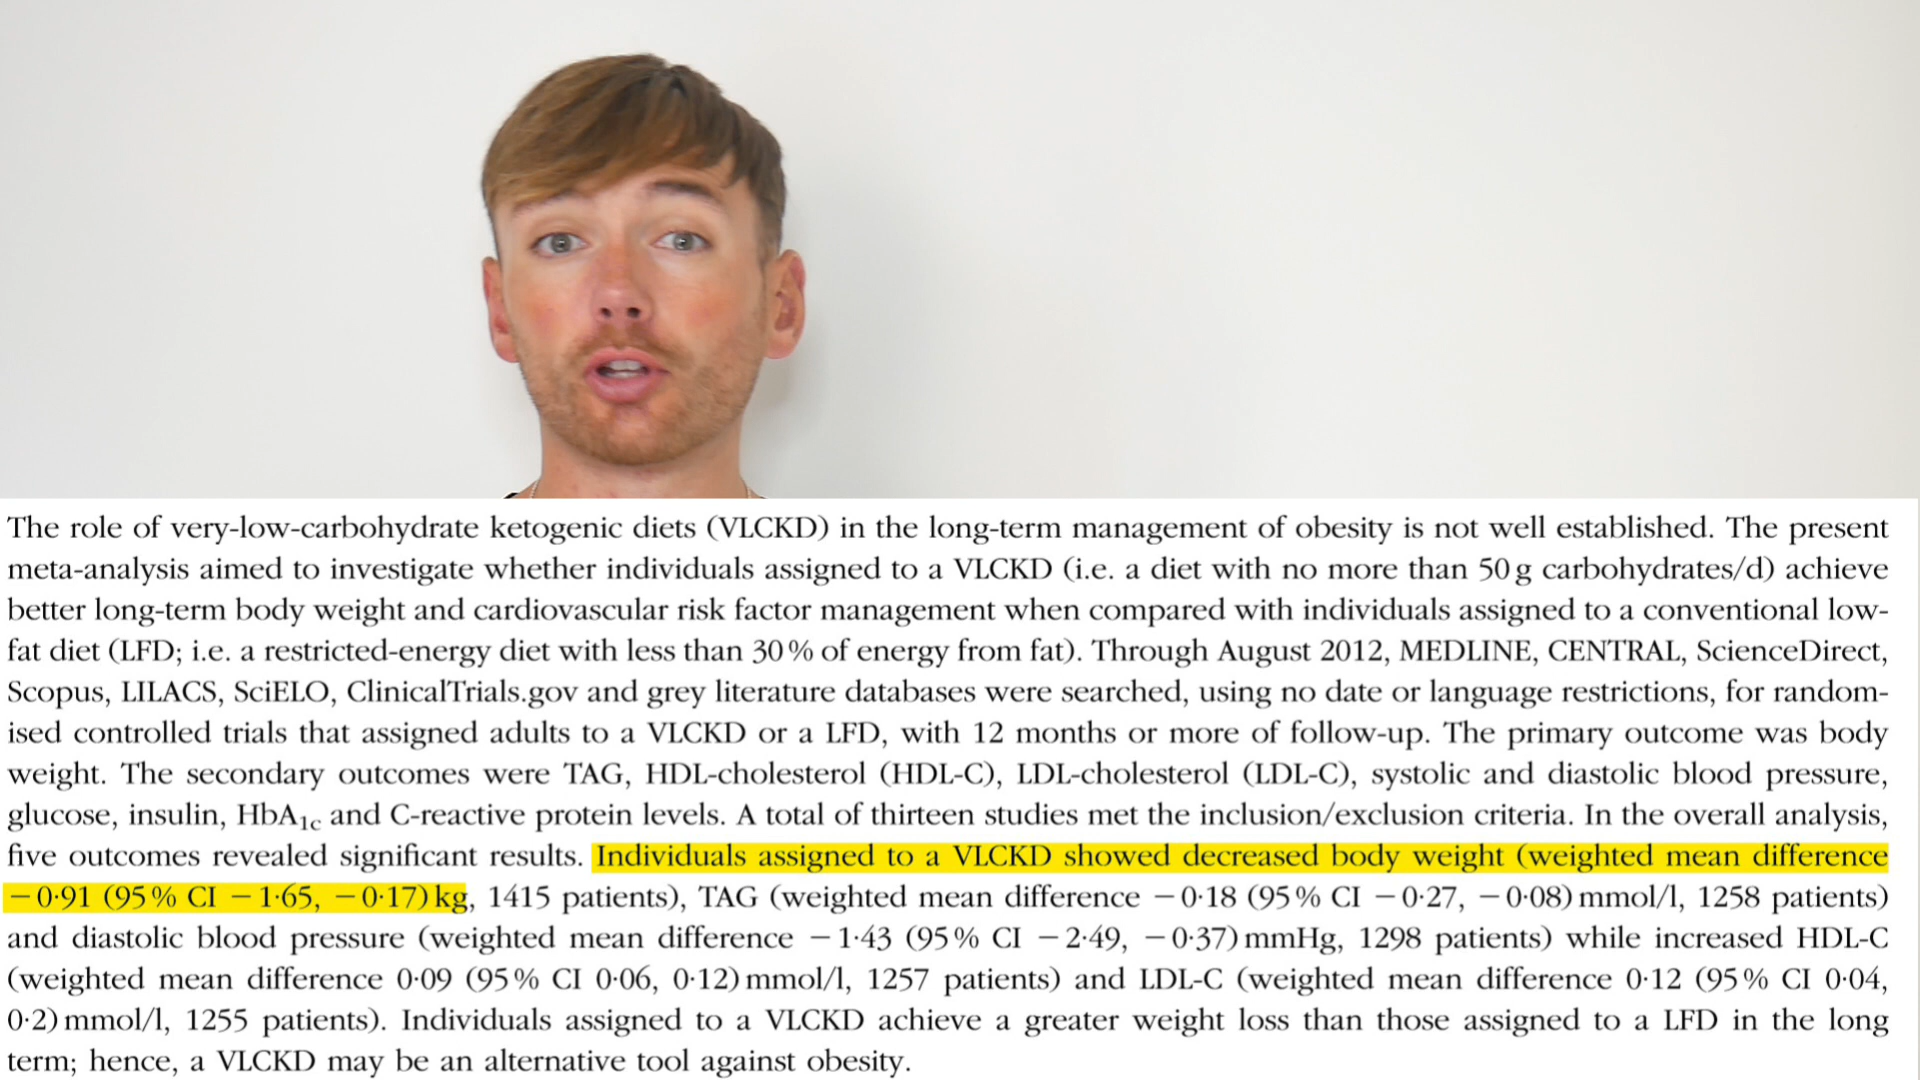 The role of very-low-carbohydrate ketogenic diets (VLCKD) in the long-term management of obesity is not well established. The present
meta-analysis aimed to investigate whether individuals assigned to a VLCKD (i.e. a diet with no more than 50 g carbohydrates/d) achieve
better long-term body weight and cardiovascular risk factor management when compared with individuals assigned to a conventional low-
fat diet (LFD; i.e. a restricted-energy diet with less than 30 % of energy from fat). Through August 2012, MEDLINE, CENTRAL, ScienceDirect,
Scopus, LILACS, SciELO, ClinicalTrials.gov and grey literature databases were searched, using no date or language restrictions, for random-
ised controlled trials that assigned adults to a VLCKD or a LFD, with 12 months or more of follow-up. The primary outcome was body
weight. The secondary outcomes were TAG, HDL-cholesterol (HDL-C), LDL-cholesterol (LDL-C), systolic and diastolic blood pressure,
glucose, insulin, HbA1c and C-reactive protein levels. A total of thirteen studies met the inclusion/exclusion criteria. In the overall analysis,
five outcomes revealed significant results. Individuals assigned to a VLCKD showed decreased body weight (weighted mean difference
−0·91 (95 % CI −1·65, −0·17) kg, 1415 patients), TAG (weighted mean difference −0·18 (95 % CI −0·27, −0·08) mmol/l, 1258 patients)
and diastolic blood pressure (weighted mean difference −1·43 (95 % CI −2·49, −0·37) mmHg, 1298 patients) while increased HDL-C
(weighted mean difference 0·09 (95 % CI 0·06, 0·12) mmol/l, 1257 patients) and LDL-C (weighted mean difference 0·12 (95 % CI 0·04,
0·2) mmol/l, 1255 patients). Individuals assigned to a VLCKD achieve a greater weight loss than those assigned to a LFD in the long
term; hence, a VLCKD may be an alternative tool against obesity.